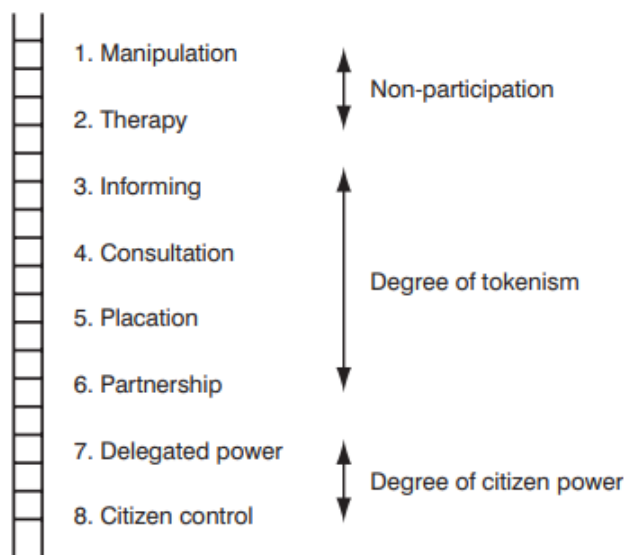 1. Manipulation
Non-participation
2. Therapy
3. Informing
4. Consultation
Degree of tokenism
5. Placation
6. Partnership
7. Delegated power
Degree of citizen power
8. Citizen control